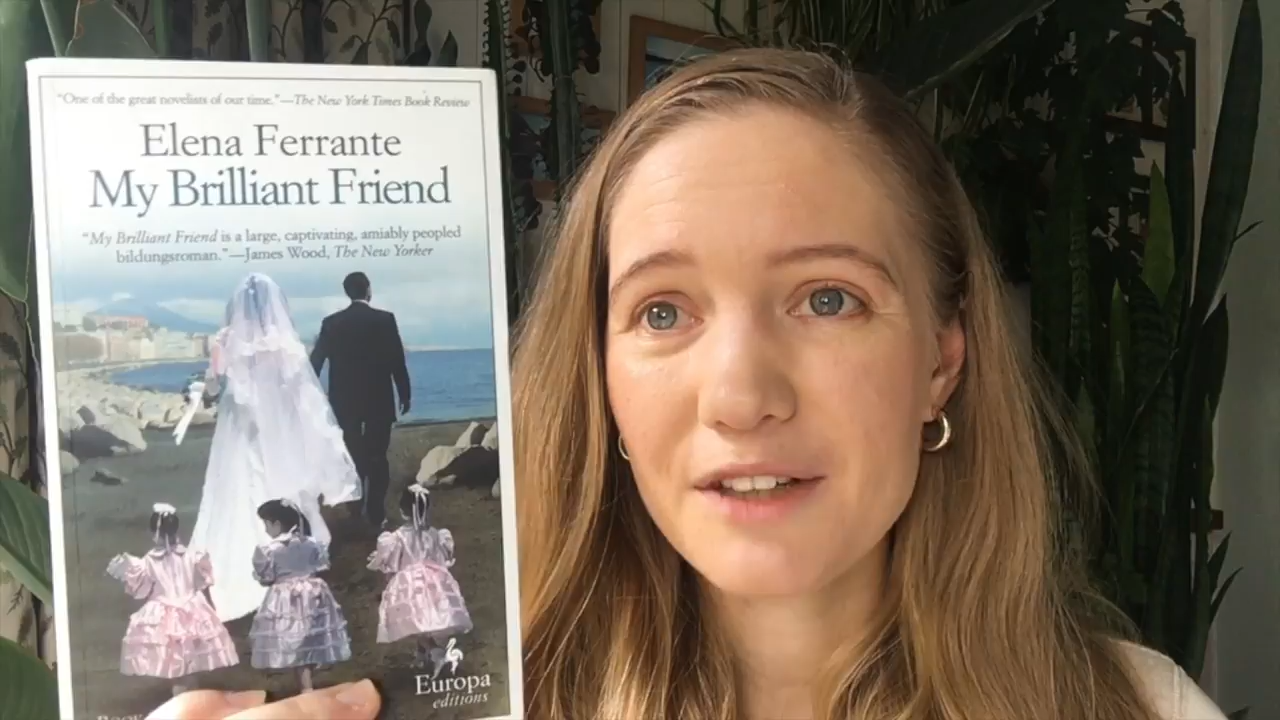 "One of the great novelists of our time."—The New York Times Book Review
Elena Ferrante
My Brilliant Friend
"My Brilliant Friend is a large, captivating, amiably peopled
bildungsroman."—James Wood, The New Yorker
Europa
editions